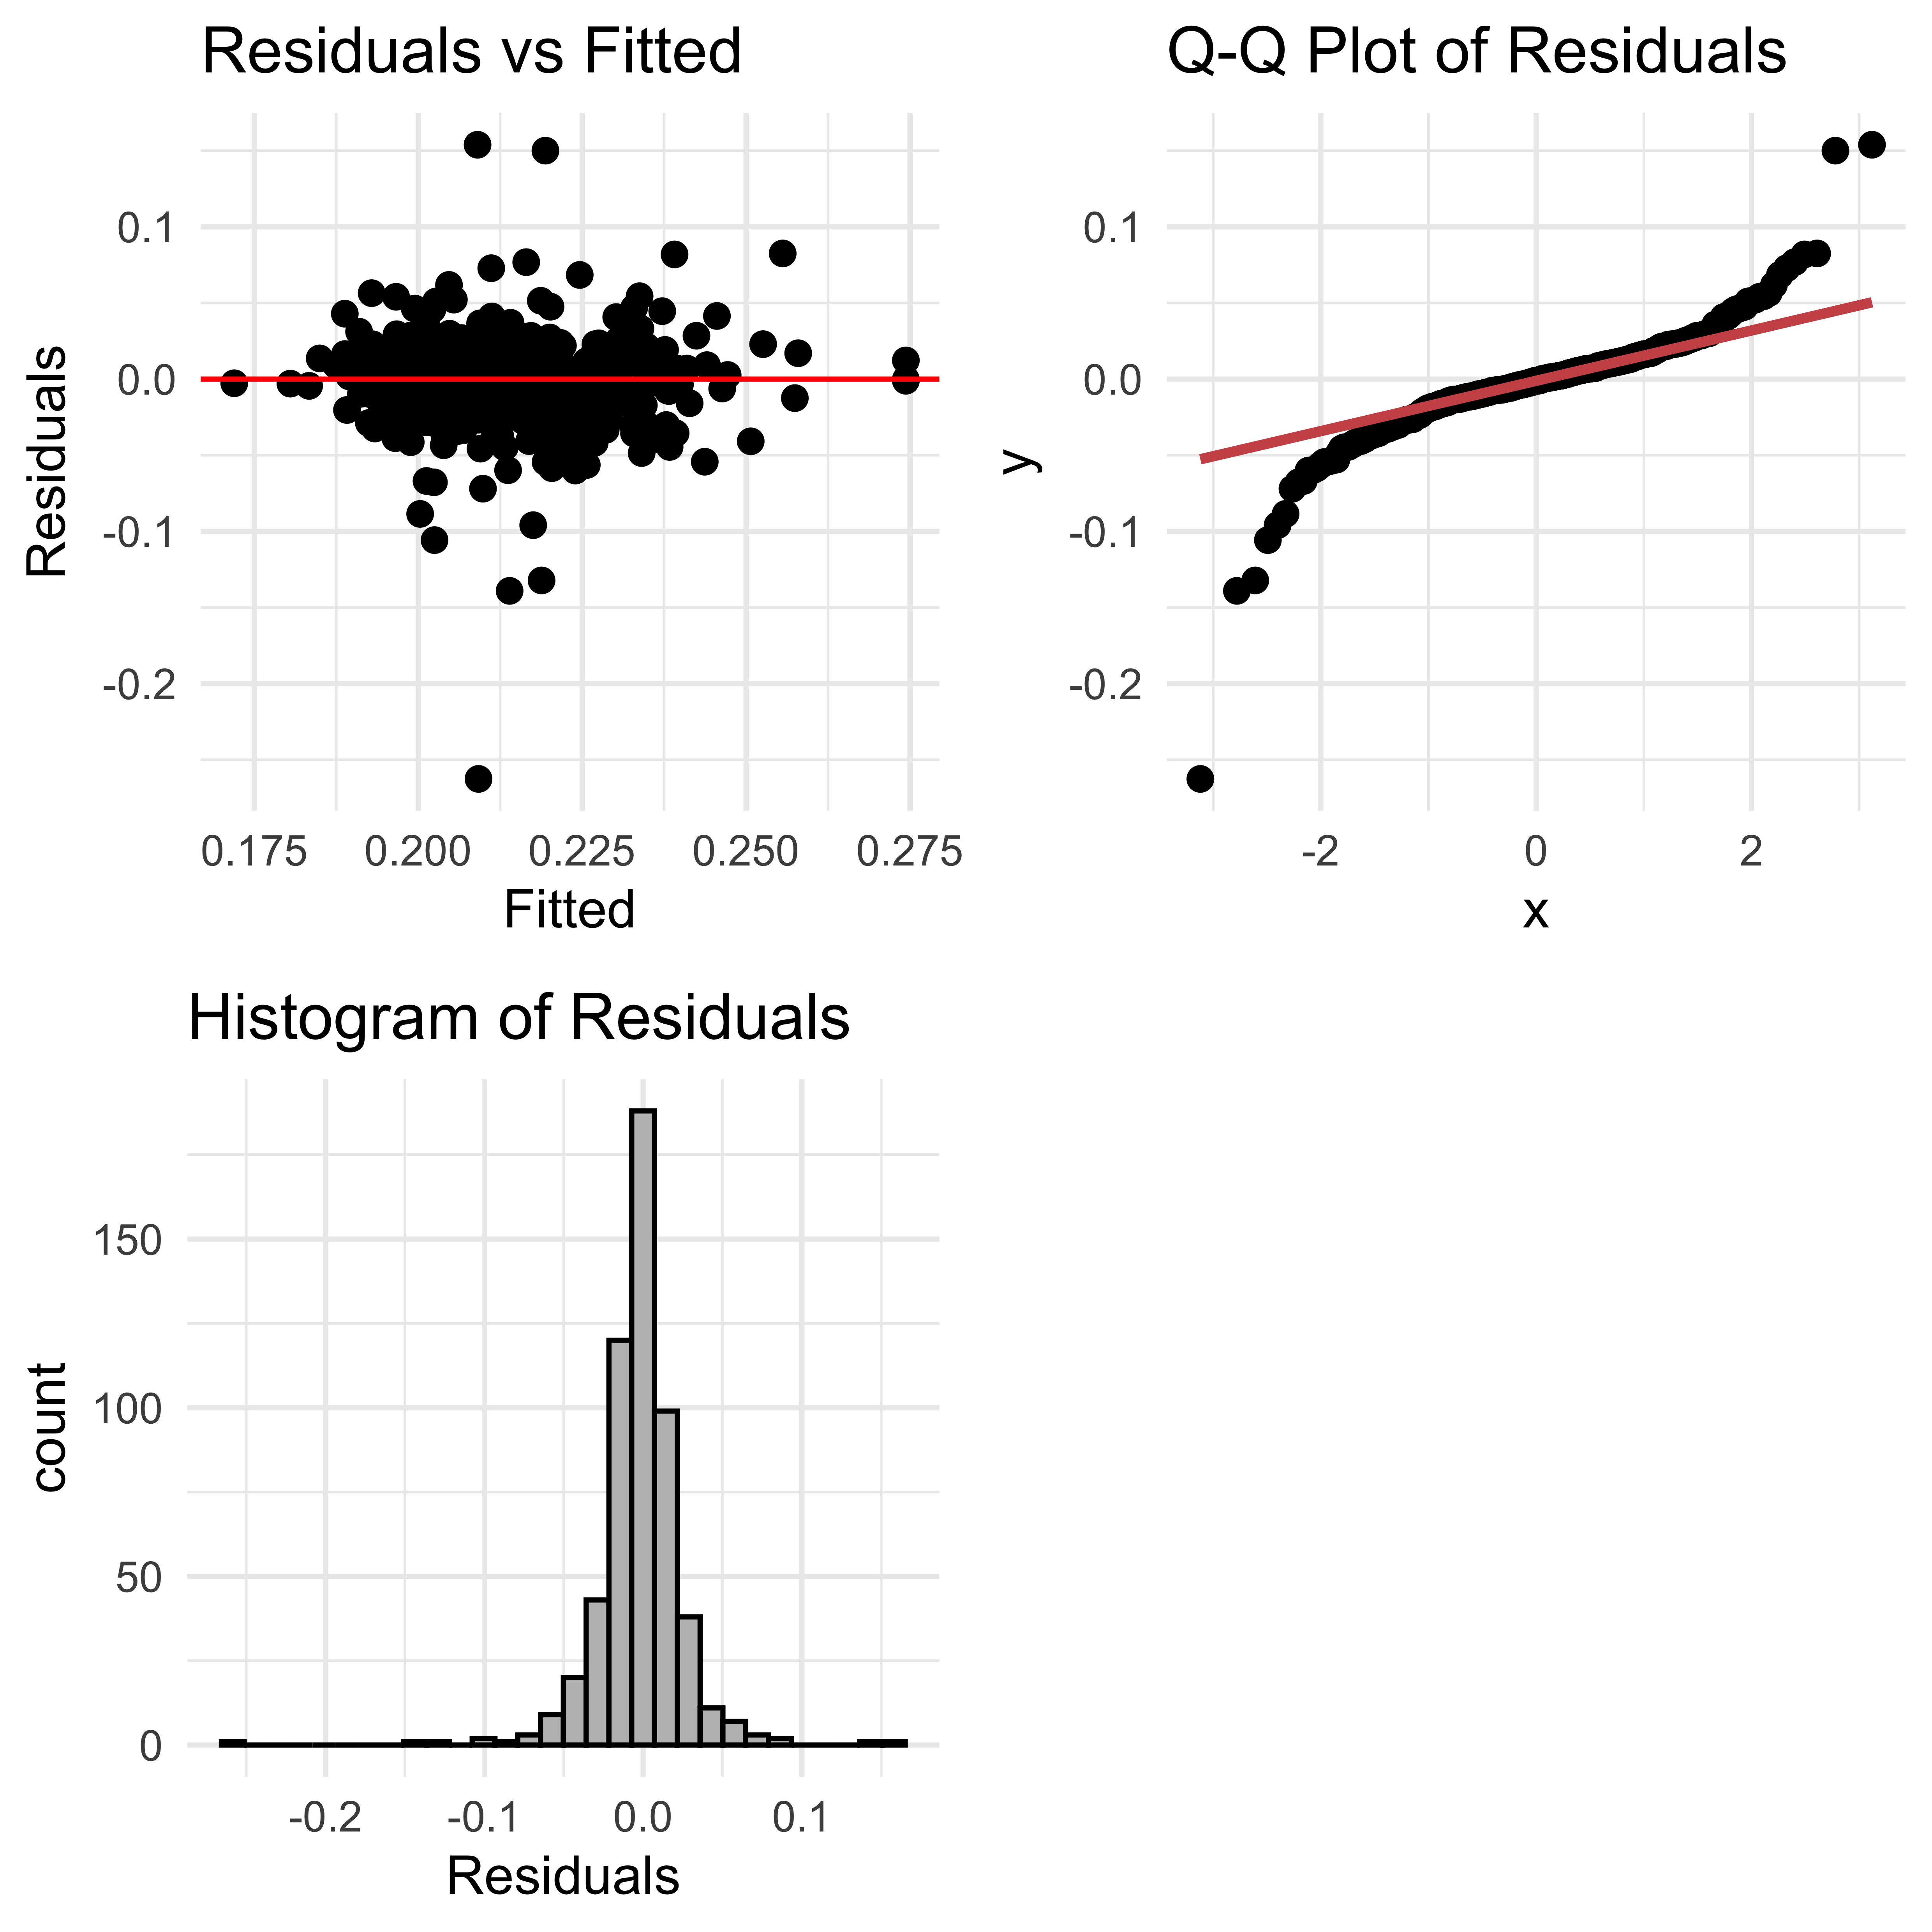 Residuals vs Fitted
Residuals
0.1
0.0
-0.1
-0.2
0.175 0.200 0.225 0.250 0.275
Fitted
Q-Q Plot of Residuals
y
0.1
0.0
-0.1
-0.2
-2 0 2
x
Histogram of Residuals
count
150
100
50
0
-0.2 -0.1 0.0 0.1
Residuals